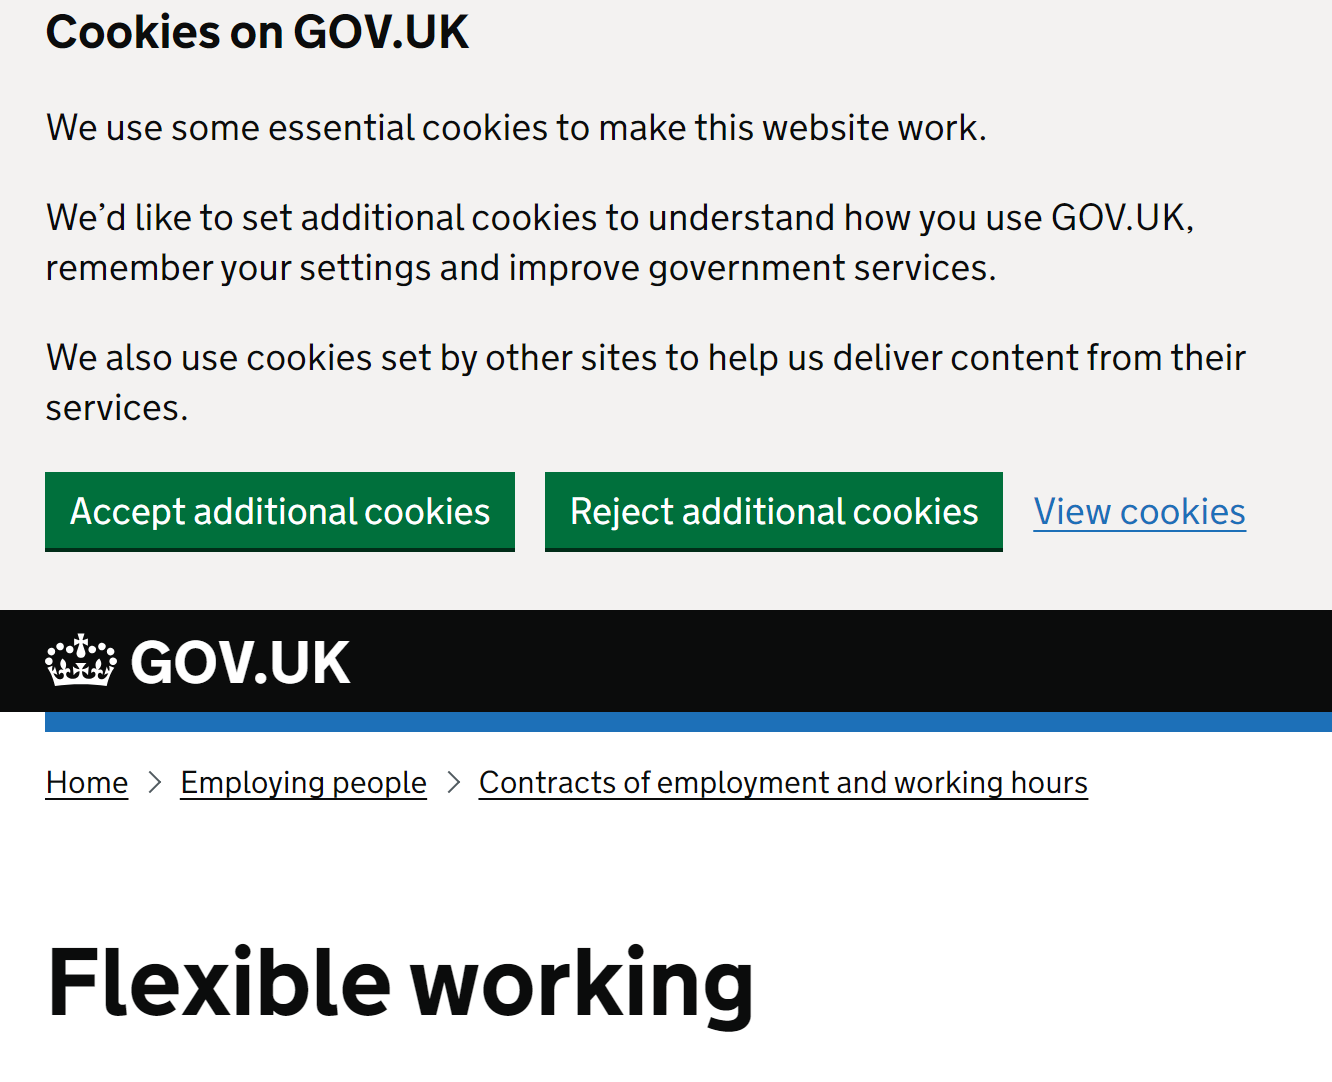 Cookies on GOV.UK
We use some essential cookies to make this website work.
We’d like to set additional cookies to understand how you use GOV.UK,
remember your settings and improve government services.
We also use cookies set by other sites to help us deliver content from their
services.
Accept additional cookies Reject additional cookies View cookies
GOV.UK
Home Employing people Contracts of employment and working hours
Flexible working